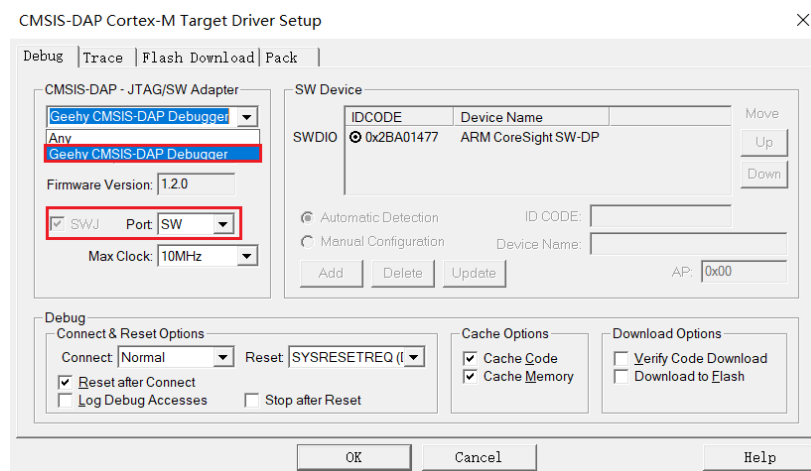 CMSIS-DAP Cortex-M Target Driver Setup
Debug Trace Flash Download Pack
CMSIS-DAP - JTAG/SW Adapter
Geehy CMSIS-DAP Debugger
Any
Geehy CMSIS-DAP Debugger
Firmware Version: 1.2.0
SWJ Port: SW
Max Clock: 10MHz
SW Device
IDCODE Device Name
SWDIO 0x2BA01477 ARM CoreSight SW-DP
Move
Up
Down
Automatic Detection
Manual Configuration
ID CODE:
Device Name:
Add Delete Update AP: 0x00
Debug
Connect & Reset Options
Connect: Normal Reset: SYSRESETREQ (
Reset after Connect
Log Debug Accesses Stop after Reset
Cache Options
Cache Code
Cache Memory
Download Options
Verify Code Download
Download to Flash
OK Cancel Help